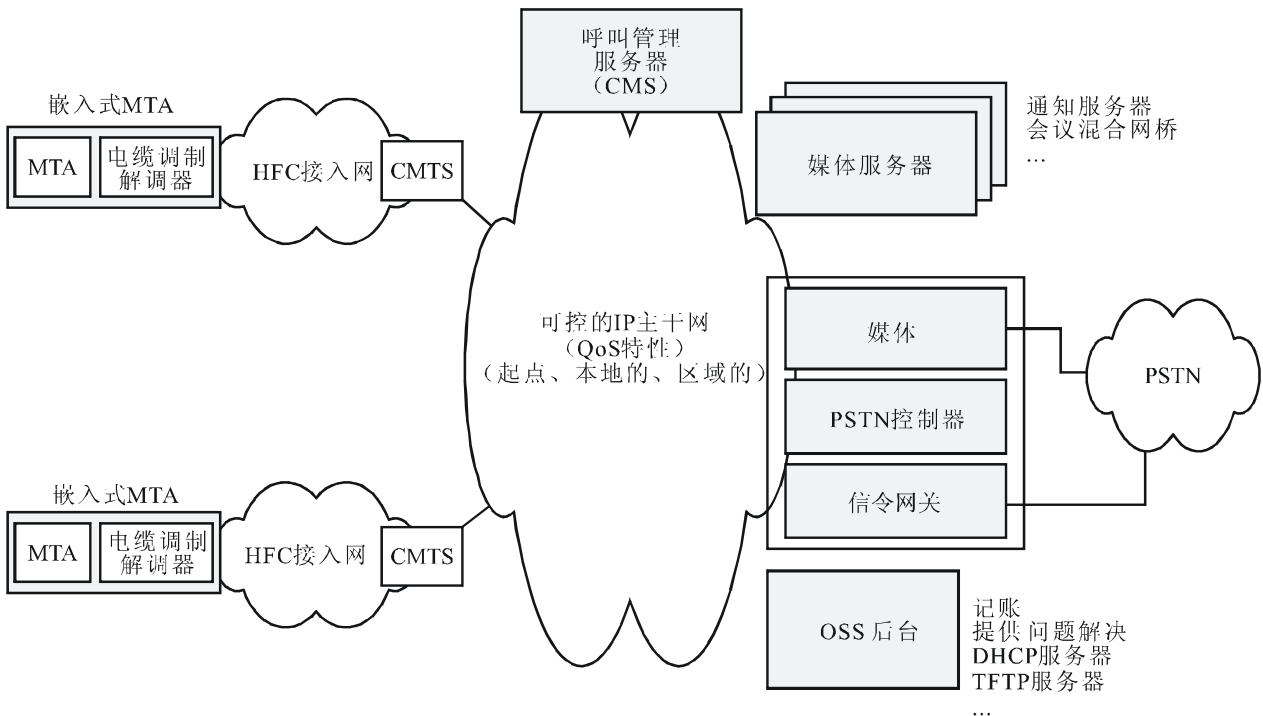 呼叫管理
服务器
（CMS）
嵌入式MTA
MTA
电缆调制
解调器
HFC接入网
CMTS
媒体服务器
通知服务器
会议混合网桥
...
可控的IP主干网
（QoS特性）
（起点、本地的、区域的）
媒体
PSTN控制器
信令网关
PSTN
嵌入式MTA
MTA
电缆调制
解调器
HFC接入网
CMTS
OSS 后台
记账
提供 问题解决
DHCP服务器
TFTP服务器
...